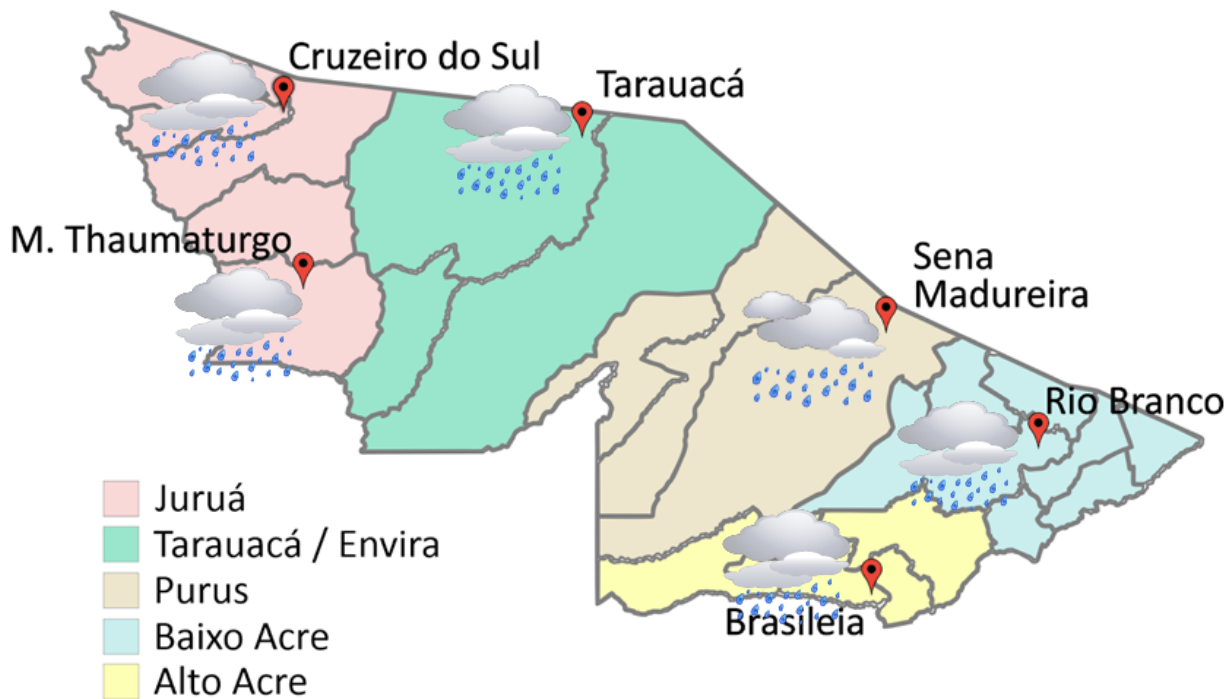 Cruzeiro do Sul
Tarauacá
M. Thaumaturgo
Sena
Madureira
Rio Branco
Brasileia
Juruá
Tarauacá / Envira
Purus
Baixo Acre
Alto Acre